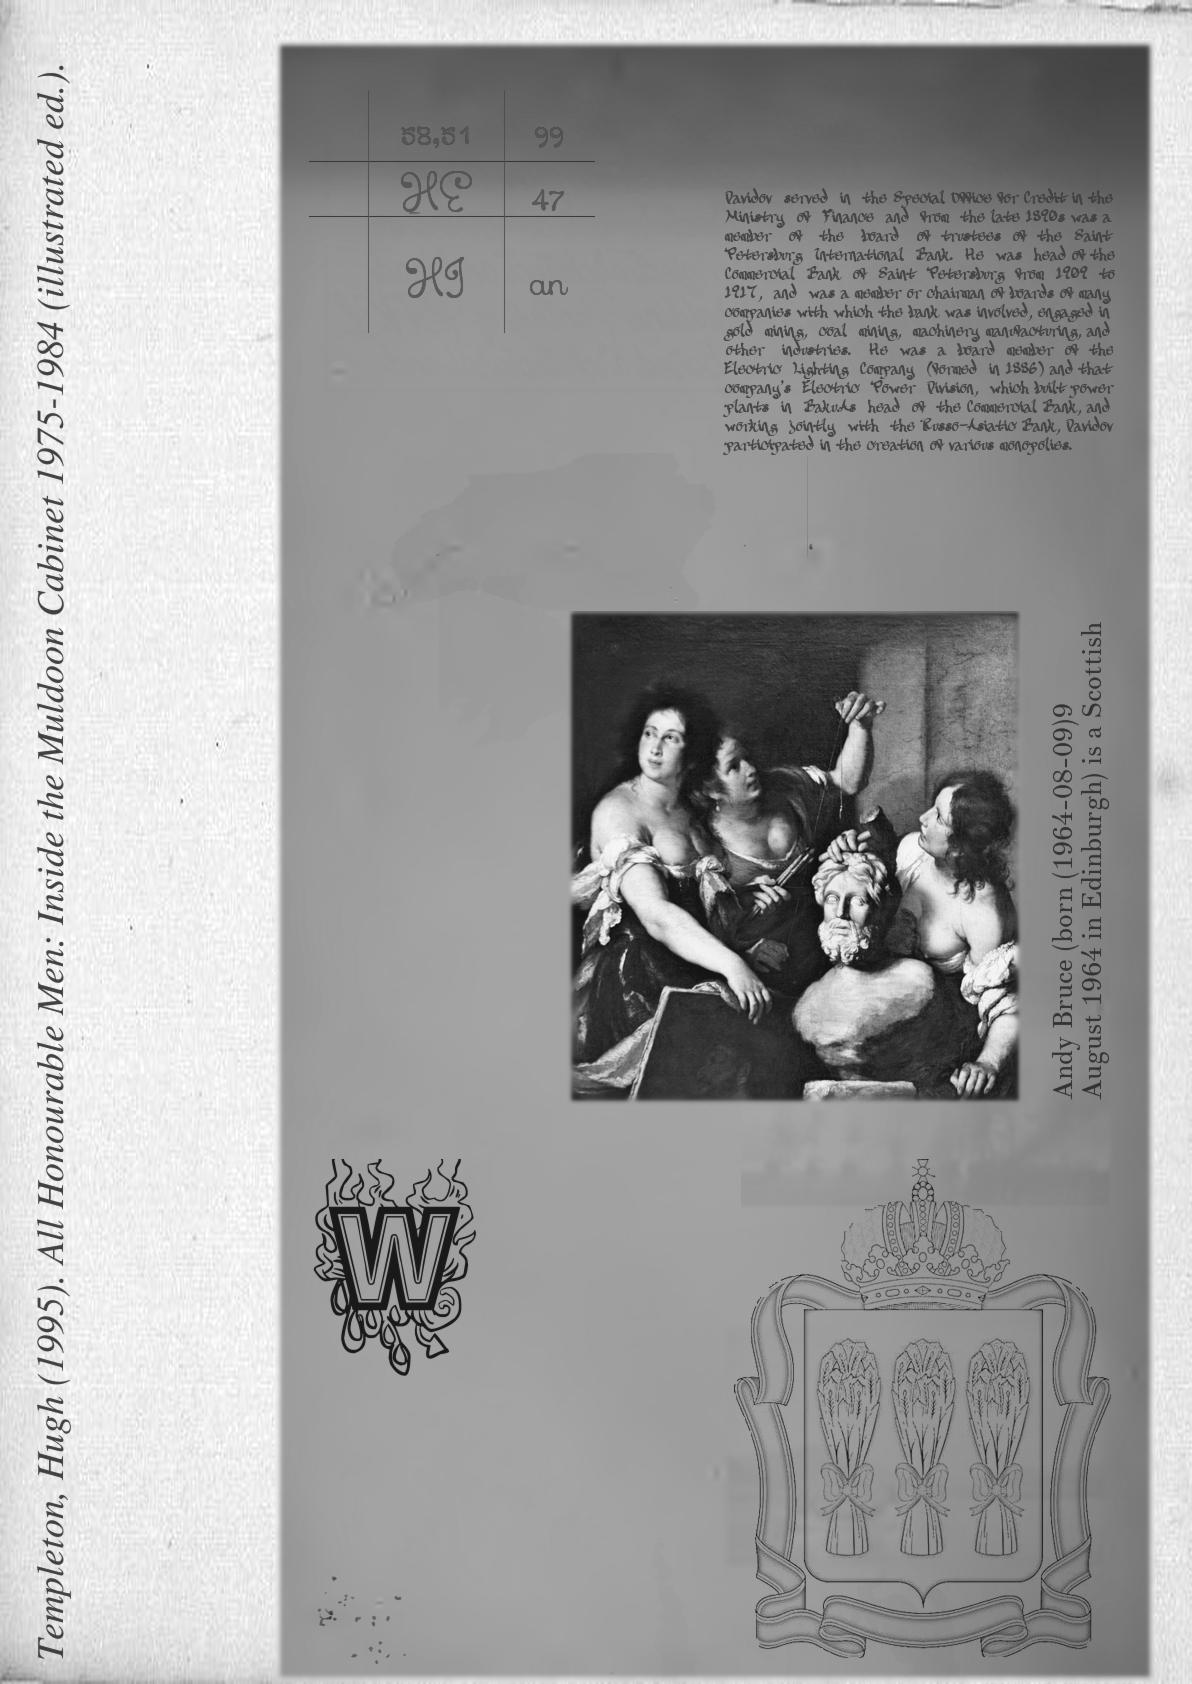 Templeton, Hugh (1995). All Honourable Men: Inside the Muldoon Cabinet 1975-1984 (illustrated ed.).
58,51 99
HE 47
HI an
Davidov served in the Special Office for Credit in the
Ministry of Finance and from the late 1890s was a
member of the board of trustees of the Saint
Petersburg International Bank. He was head of the
Commercial Bank of Saint Petersburg from 1909 to
1917, and was a member or chairman of boards of many
companies with which the bank was involved, engaged in
gold mining, coal mining, machinery manufacturing, and
other industries. He was a board member of the
Electric Lighting Company (formed in 1886) and that
company's Electric Power Division, which built power
plants in BakuAs head of the Commercial Bank, and
working jointly with the Russo-Asiatic Bank, Davidov
participated in the creation of various monopolies.
Andy Bruce (born (1964-08-09)9
August 1964 in Edinburgh) is a Scottish
W